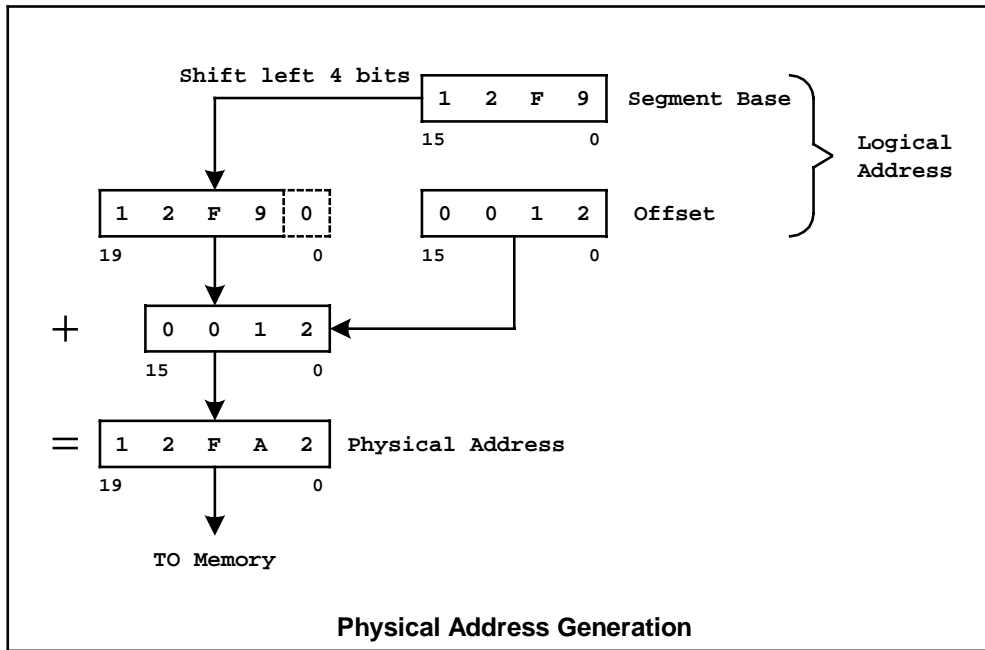 Shift left 4 bits
1 2 F 9 Segment Base
15 0
Logical
Address
1 2 F 9 0
19 0
0 0 1 2 Offset
15 0
+ 0 0 1 2
15 0
= 1 2 F A 2 Physical Address
19 0
TO Memory
Physical Address Generation